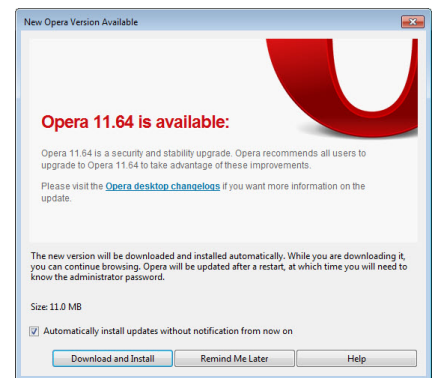 New Opera Version Available
Opera 11.64 is available:
Opera 11.64 is a security and stability upgrade. Opera recommends all users to
upgrade to Opera 11.64 to take advantage of these improvements.
Please visit the Opera desktop changelogs if you want more information on the
update.
The new version will be downloaded and installed automatically. While you are downloading it,
you can continue browsing. Opera will be updated after a restart, at which time you will need to
know the administrator password.
Size: 11.0 MB
Automatically install updates without notification from now on
Download and Install
Remind Me Later
Help